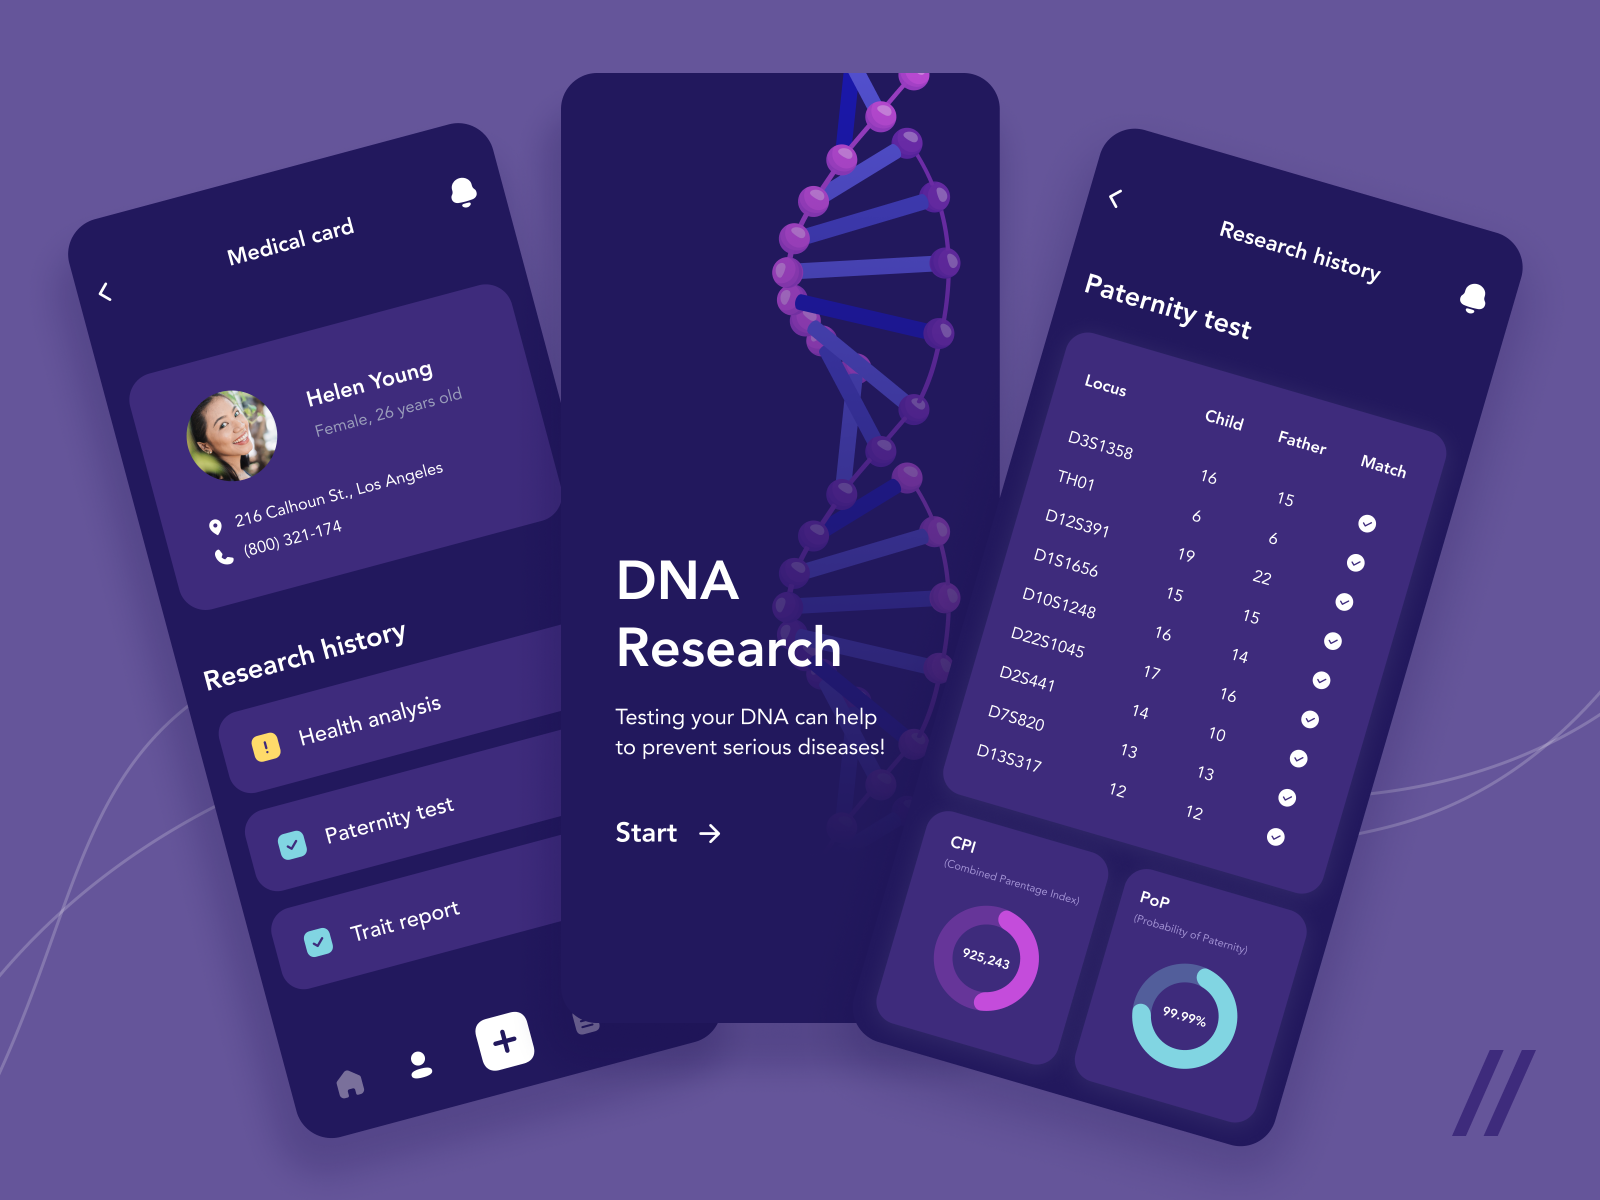 Medical card
Helen Young
Female, 26 years old
216 Calhoun St., Los Angeles
(800) 321-174
Research history
Health analysis
Paternity test
Trait report
DNA
Research
Testing your DNA can help
to prevent serious diseases!
Start
Research history
Paternity test
Locus Child Father Match
D3S1358 16 15
TH01 6 6
D12S391 19 22
D1S1656 15 15
D10S1248 16 14
D22S1045 17 16
D2S441 14 10
D7S820 13 13
D13S317 12 12
CPI
(Combined Parentage Index)
925,243
PoP
(Probability of Paternity)
99.99%